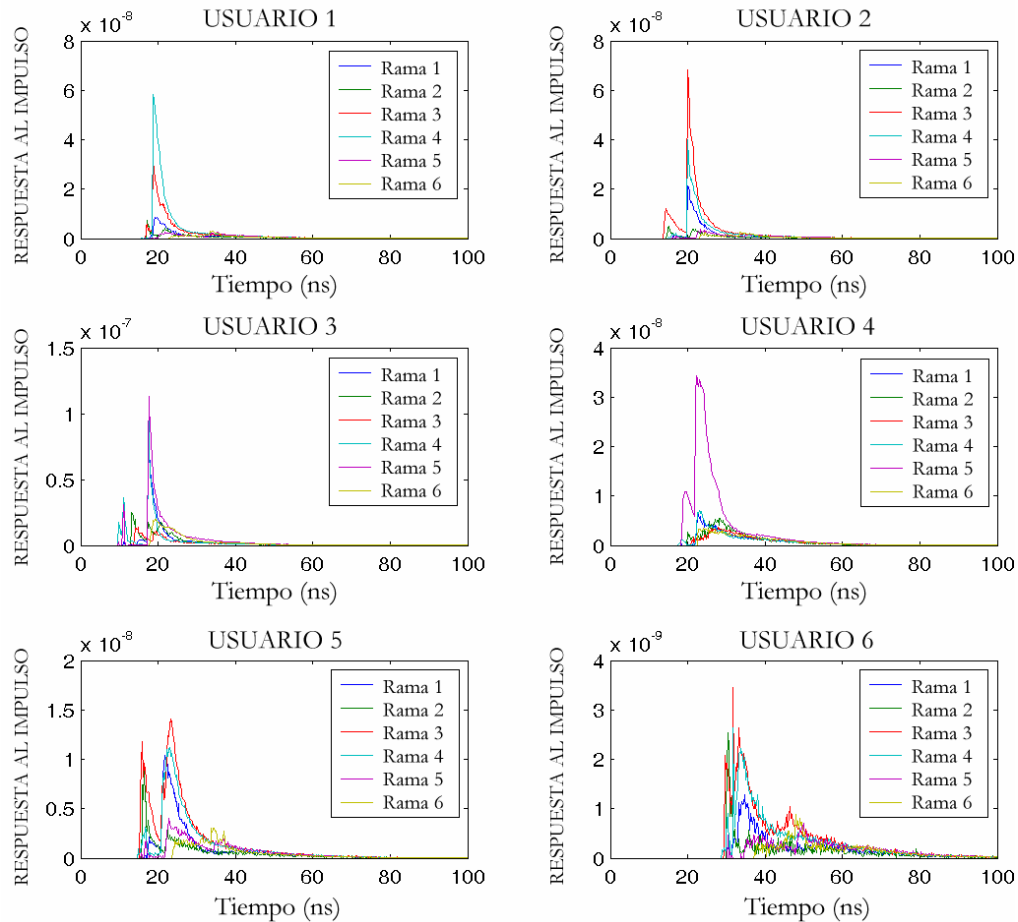 USUARIO 1
x 10-8
RESPUESTA AL IMPULSO
8
6
4
2
0
0 20 40 60 80 100
Tiempo (ns)
Rama 1
Rama 2
Rama 3
Rama 4
Rama 5
Rama 6
USUARIO 2
x 10-8
RESPUESTA AL IMPULSO
8
6
4
2
0
0 20 40 60 80 100
Tiempo (ns)
Rama 1
Rama 2
Rama 3
Rama 4
Rama 5
Rama 6
USUARIO 3
x 10-7
RESPUESTA AL IMPULSO
1.5
1
0.5
0
0 20 40 60 80 100
Tiempo (ns)
Rama 1
Rama 2
Rama 3
Rama 4
Rama 5
Rama 6
USUARIO 4
x 10-8
RESPUESTA AL IMPULSO
4
3
2
1
0
0 20 40 60 80 100
Tiempo (ns)
Rama 1
Rama 2
Rama 3
Rama 4
Rama 5
Rama 6
USUARIO 5
x 10-8
RESPUESTA AL IMPULSO
2
1.5
1
0.5
0
0 20 40 60 80 100
Tiempo (ns)
Rama 1
Rama 2
Rama 3
Rama 4
Rama 5
Rama 6
USUARIO 6
x 10-9
RESPUESTA AL IMPULSO
4
3
2
1
0
0 20 40 60 80 100
Tiempo (ns)
Rama 1
Rama 2
Rama 3
Rama 4
Rama 5
Rama 6